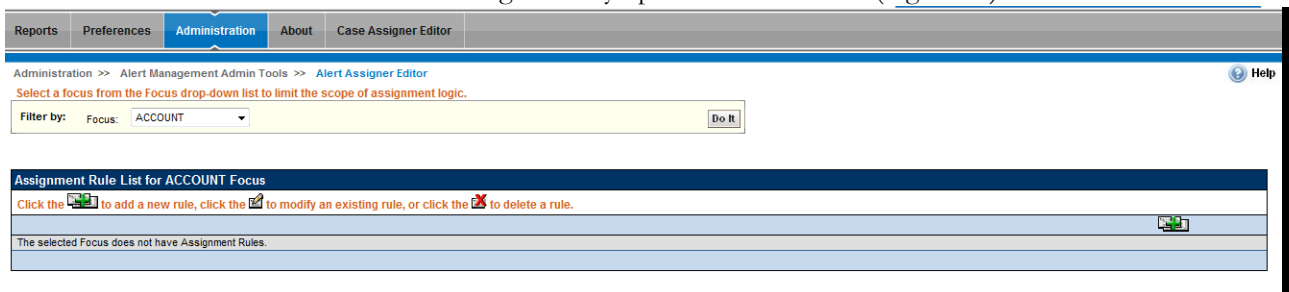 Reports Preferences Administration About Case Assigner Editor
Administration >> Alert Management Admin Tools >> Alert Assigner Editor Help
Select a focus from the Focus drop-down list to limit the scope of assignment logic.
Filter by: Focus: ACCOUNT Do It
Assignment Rule List for ACCOUNT Focus
Click the to add a new rule, click the to modify an existing rule, or click the to delete a rule.
The selected Focus does not have Assignment Rules.